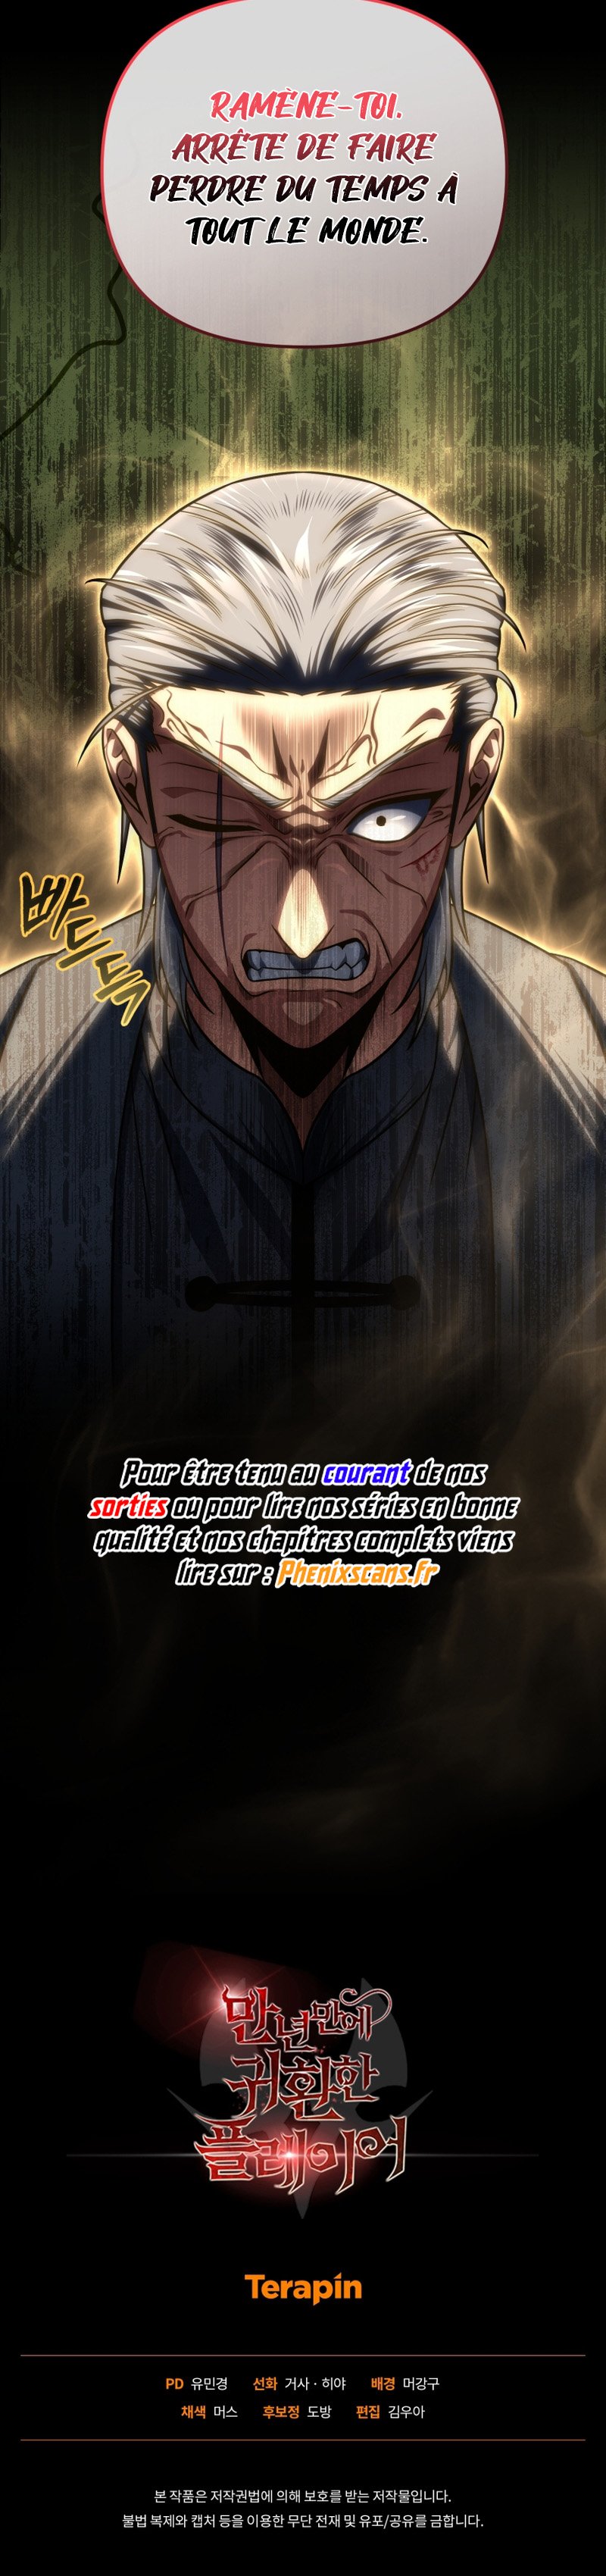 RAMÈNE-TOI.
ARRÊTE DE FAIRE
PERDRE DU TEMPS À
TOUT LE MONDE.
빠
드
득
Pour être tenu au courant de nos
sorties ou pour lire nos séries en bonne
qualité et nos chapitres complets viens
lire sur : Phenixscans.fr
만년만에
귀환한
플레이어
Terapin
PD 유민경 선화 거사 · 히야 배경 머강구
채색 머스 후보정 도방 편집 김우아
본 작품은 저작권법에 의해 보호를 받는 저작물입니다.
불법 복제와 캡처 등을 이용한 무단 전재 및 유포/공유를 금합니다.